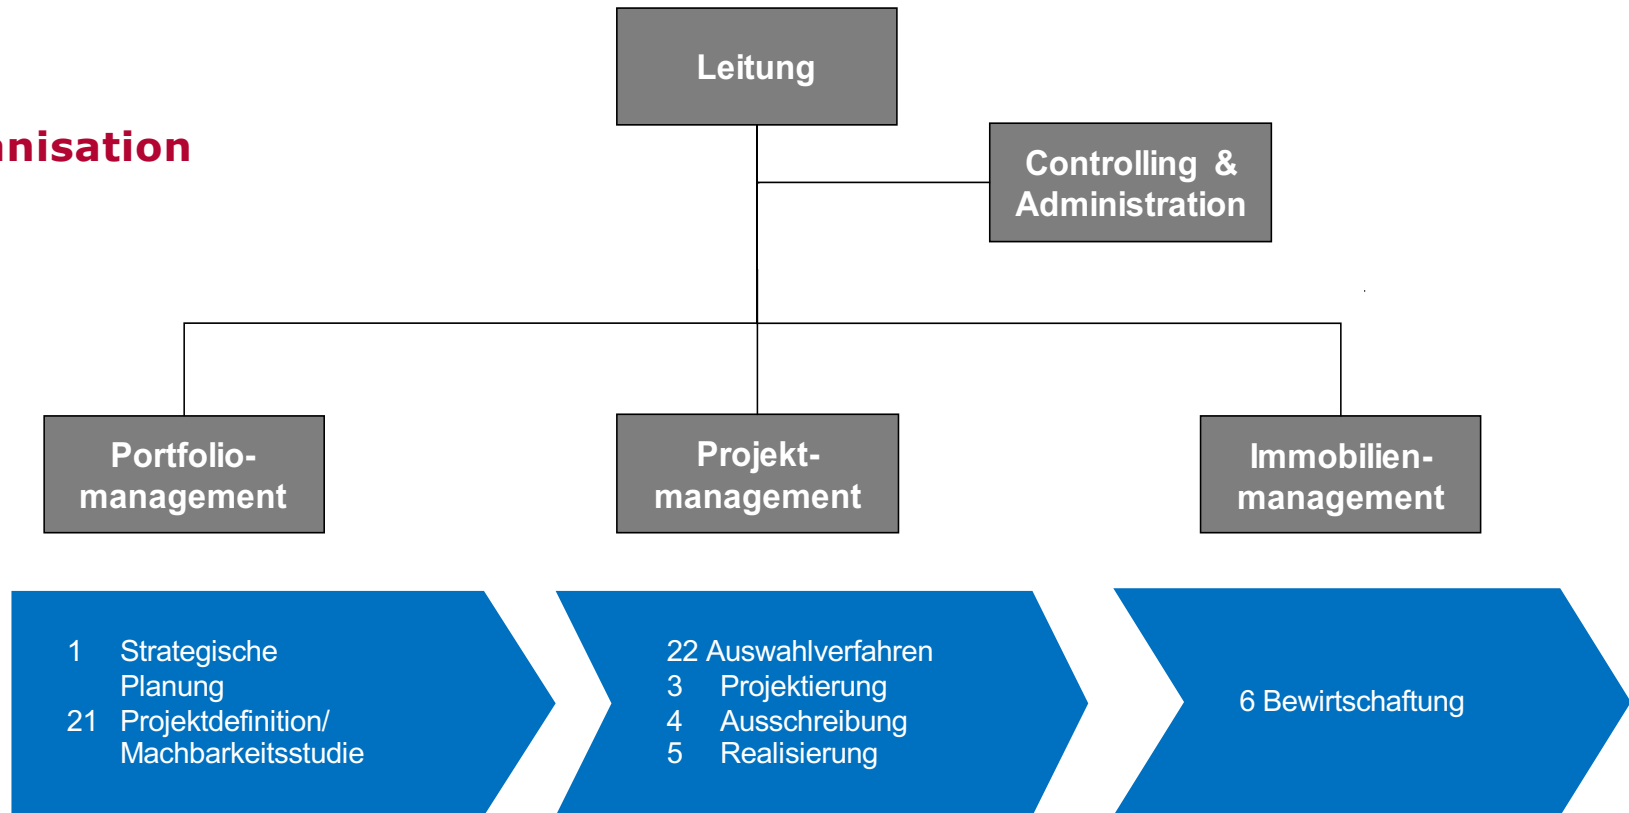 Leitung
nisation
Controlling &
Administration
Portfolio-
management
Projekt-
management
Immobilien-
management
1 Strategische
Planung
21 Projektdefinition/
Machbarkeitsstudie
22 Auswahlverfahren
3 Projektierung
4 Ausschreibung
5 Realisierung
6 Bewirtschaftung